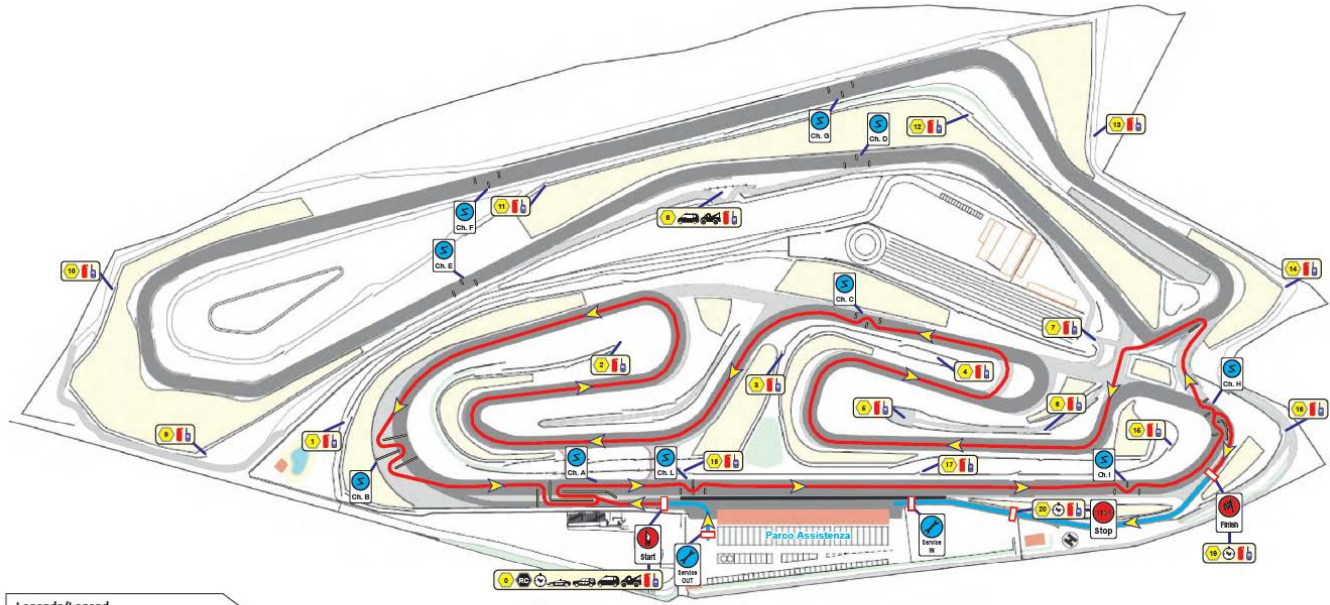 12
13
Ch. G
Ch. D
11
8
Ch. F
Ch. E
10
14
Ch. C
7
2
3
4
Ch. H
5
6
9
1
15
16
Ch. A
Ch. L
18
17
Ch. I
Ch. B
20
STOP
Stop
Finish
19
Parco Assistenza
Start
Service
OUT
Service
IN
0 RC
Legenda/Legend